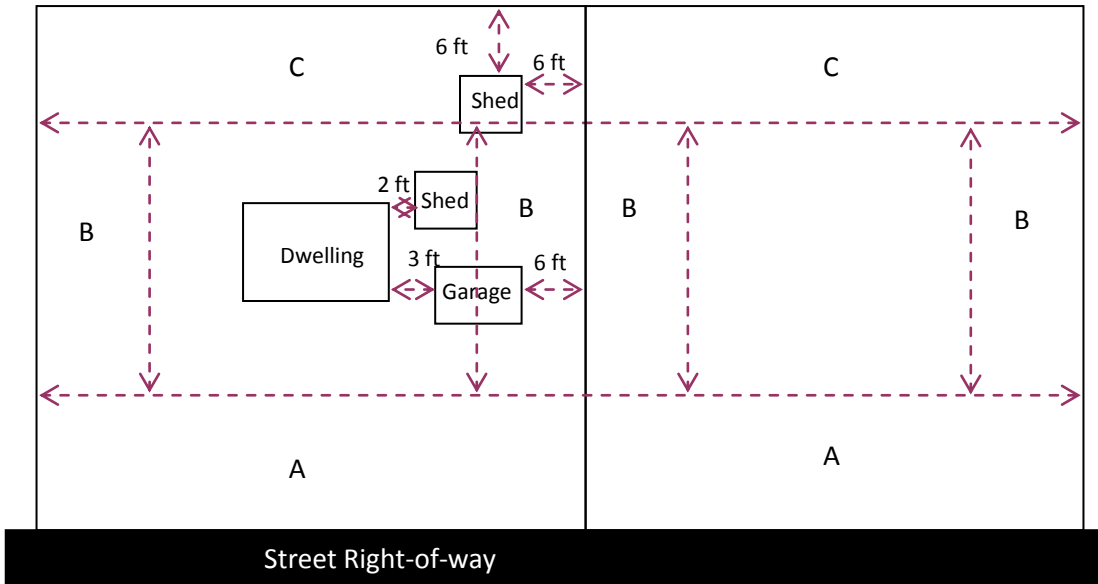 6 ft
6 ft
C
C
Shed
2 ft
Shed
B
B
B
B
Dwelling
3 ft
6 ft
Garage
A
A
Street Right-of-way